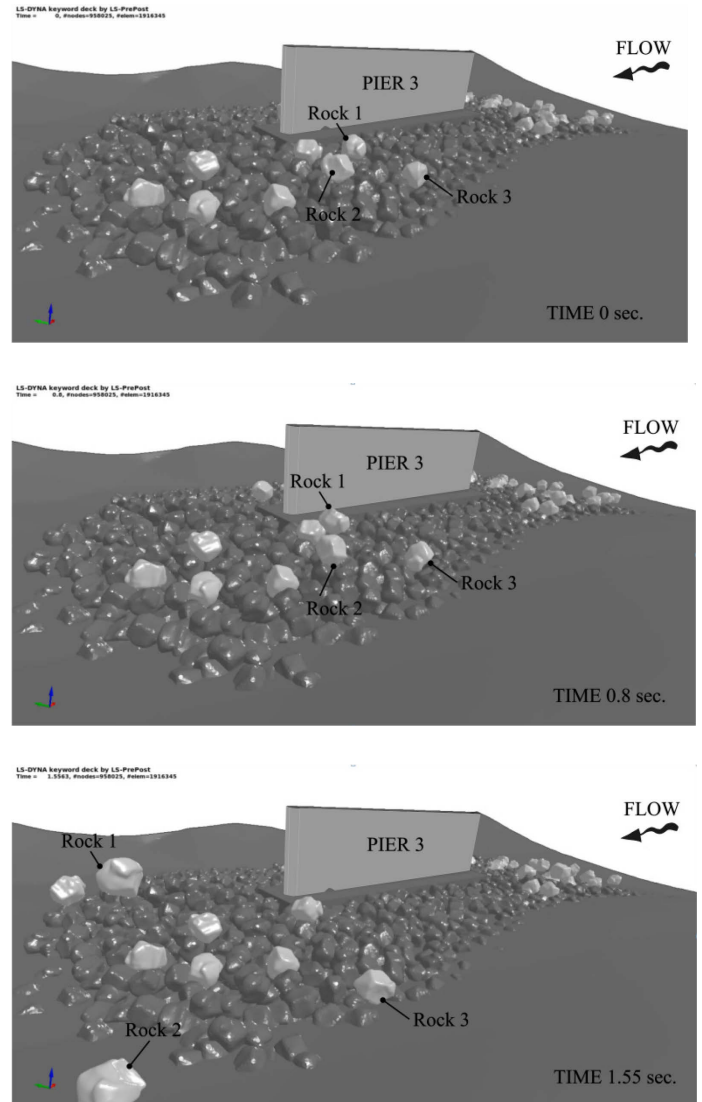 LS-DYNA keyword deck by LS-PrePost
Time = 0, #nodes=958025, #elem=1916345
FLOW
PIER 3
Rock 1
Rock 3
Rock 2
TIME 0 sec.
LS-DYNA keyword deck by LS-PrePost
Time = 0.8, #nodes=958025, #elem=1916345
FLOW
PIER 3
Rock 1
Rock 3
Rock 2
TIME 0.8 sec.
LS-DYNA keyword deck by LS-PrePost
Time = 1.5563, #nodes=958025, #elem=1916345
FLOW
Rock 1
PIER 3
Rock 3
Rock 2
TIME 1.55 sec.